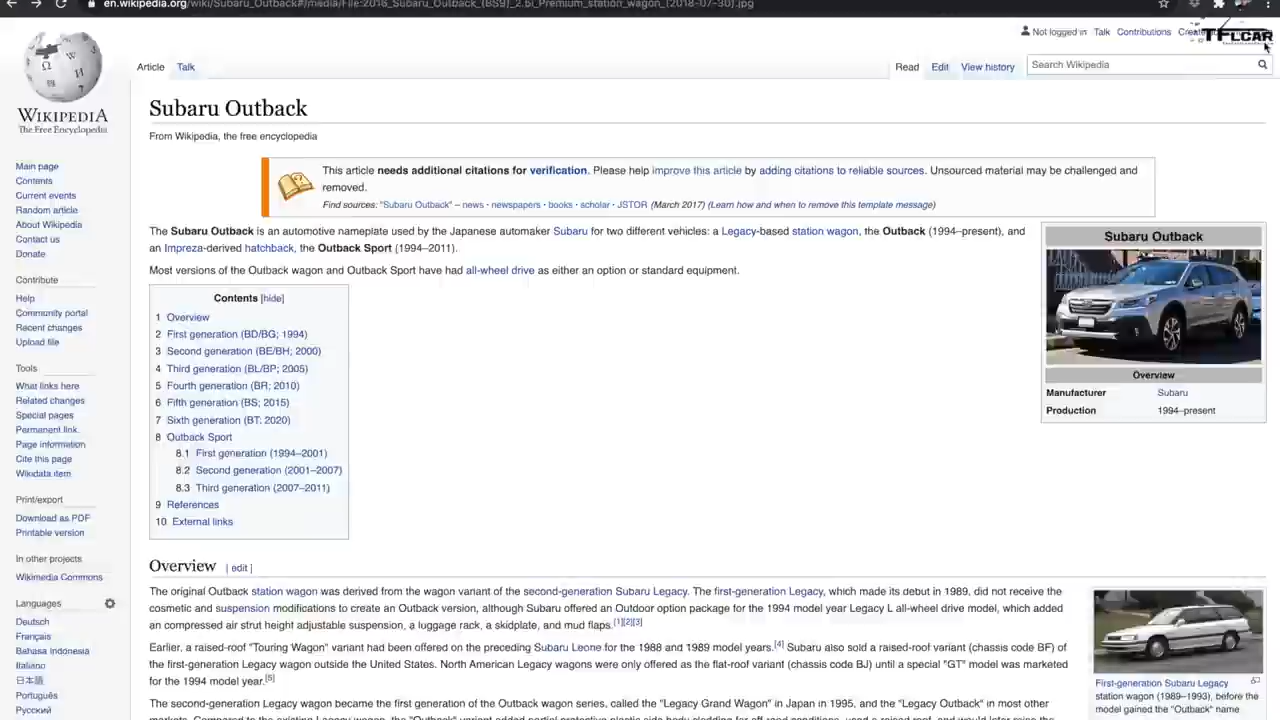 en.wikipedia.org/wiki/Subaru_Outback#/media/File:2016_Subaru_Outback_(BS9)_2.5i_Premium_station_wagon_(2018-07-30).jpg
Not logged in Talk Contributions
TFLCAR
Article Talk
Read Edit View history
Search Wikipedia
WIKIPEDIA
The Free Encyclopedia
Main page
Contents
Current events
Random article
About Wikipedia
Contact us
Donate
Contribute
Help
Community portal
Recent changes
Upload file
Tools
What links here
Related changes
Special pages
Permanent link
Page information
Cite this page
Wikidata item
Print/export
Download as PDF
Printable version
In other projects
Wikimedia Commons
Languages
Deutsch
Français
Bahasa Indonesia
Italiano
日本語
Português
Русский
Subaru Outback
From Wikipedia, the free encyclopedia
This article needs additional citations for verification. Please help improve this article by adding citations to reliable sources. Unsourced material may be challenged and
removed.
Find sources: "Subaru Outback" – news · newspapers · books · scholar · JSTOR (March 2017) (Learn how and when to remove this template message)
The Subaru Outback is an automotive nameplate used by the Japanese automaker Subaru for two different vehicles: a Legacy-based station wagon, the Outback (1994–present), and
an Impreza-derived hatchback, the Outback Sport (1994–2011).
Most versions of the Outback wagon and Outback Sport have had all-wheel drive as either an option or standard equipment.
Contents [hide]
1 Overview
2 First generation (BD/BG; 1994)
3 Second generation (BE/BH; 2000)
4 Third generation (BL/BP; 2005)
5 Fourth generation (BR; 2010)
6 Fifth generation (BS; 2015)
7 Sixth generation (BT; 2020)
8 Outback Sport
8.1 First generation (1994–2001)
8.2 Second generation (2001–2007)
8.3 Third generation (2007–2011)
9 References
10 External links
Subaru Outback
Overview
Manufacturer Subaru
Production 1994–present
Overview [ edit ]
The original Outback station wagon was derived from the wagon variant of the second-generation Subaru Legacy. The first-generation Legacy, which made its debut in 1989, did not receive the
cosmetic and suspension modifications to create an Outback version, although Subaru offered an Outdoor option package for the 1994 model year Legacy L all-wheel drive model, which added
an compressed air strut height adjustable suspension, a luggage rack, a skidplate, and mud flaps.[1][2][3]
Earlier, a raised-roof "Touring Wagon" variant had been offered on the preceding Subaru Leone for the 1988 and 1989 model years.[4] Subaru also sold a raised-roof variant (chassis code BF) of
the first-generation Legacy wagon outside the United States. North American Legacy wagons were only offered as the flat-roof variant (chassis code BJ) until a special "GT" model was marketed
for the 1994 model year.[5]
The second-generation Legacy wagon became the first generation of the Outback wagon series, called the "Legacy Grand Wagon" in Japan in 1995, and the "Legacy Outback" in most other
First-generation Subaru Legacy
station wagon (1989–1993), before the
model gained the "Outback" name